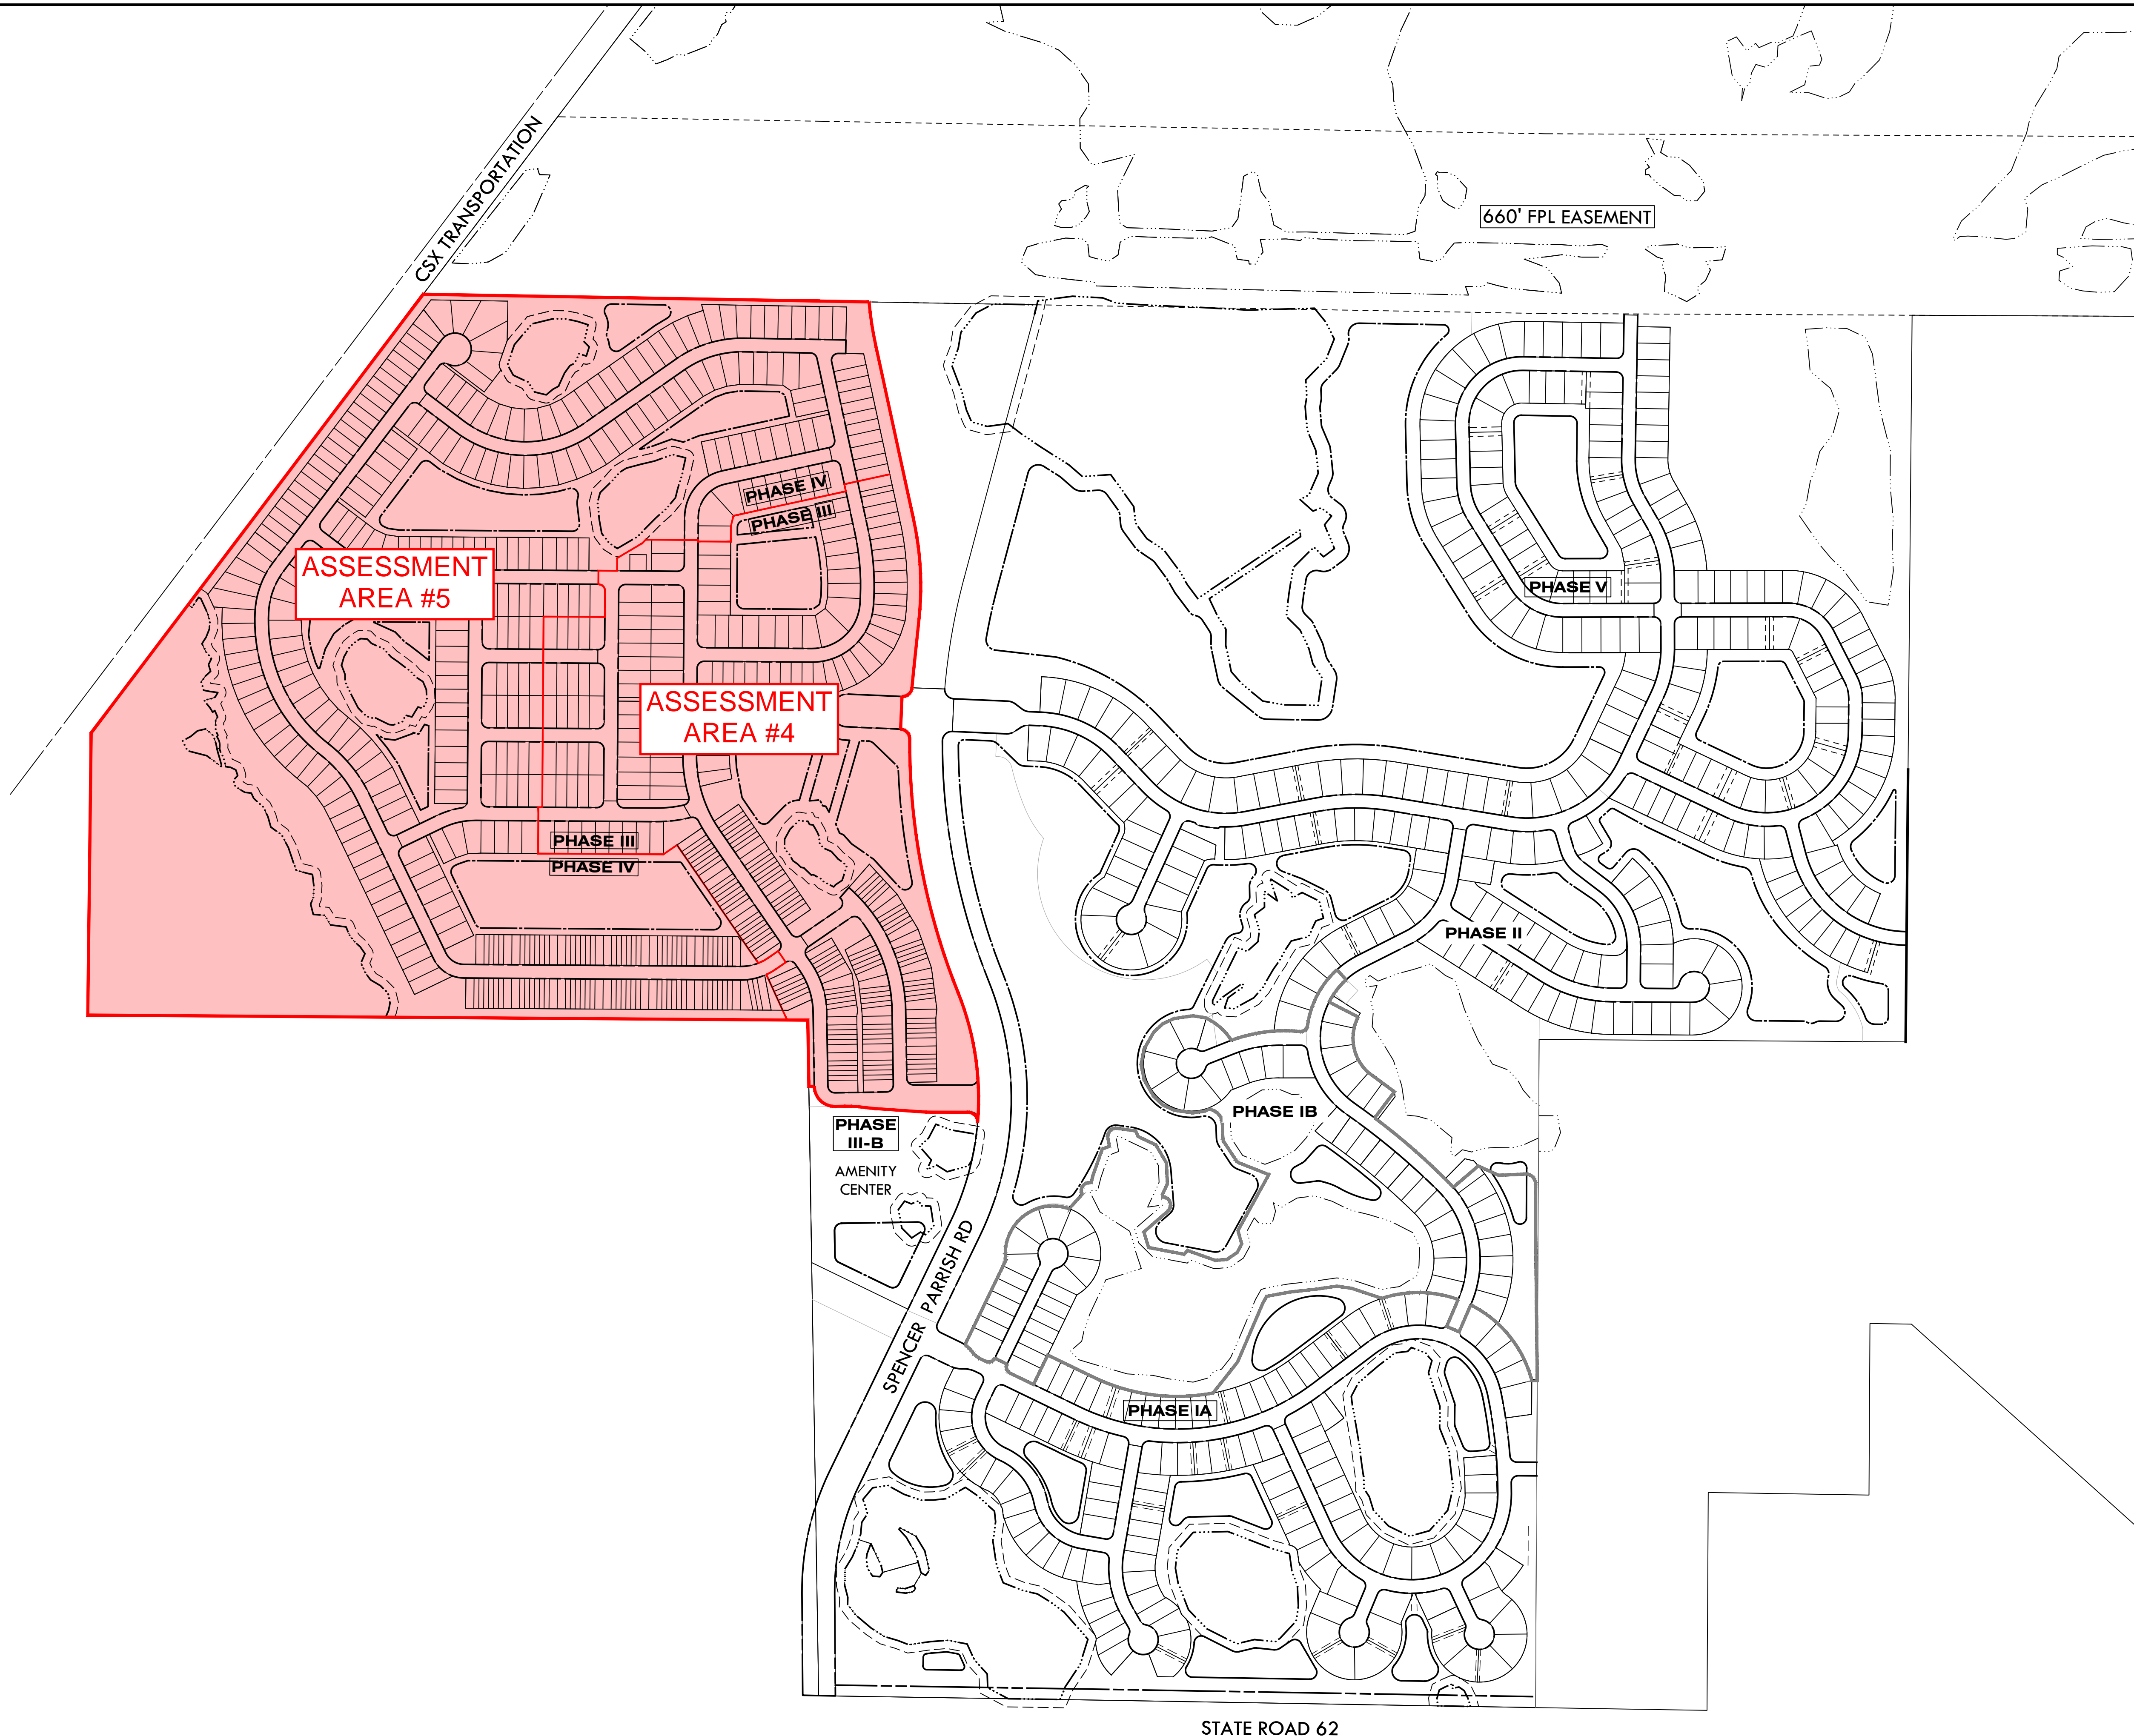 CSX TRANSPORTATION
660' FPL EASEMENT
PHASE IV
PHASE III
ASSESSMENT
AREA #5
PHASE V
ASSESSMENT
AREA #4
PHASE III
PHASE IV
PHASE II
PHASE IB
PHASE
III-B
AMENITY
CENTER
SPENCER PARRISH RD
PHASE IA
STATE ROAD 62